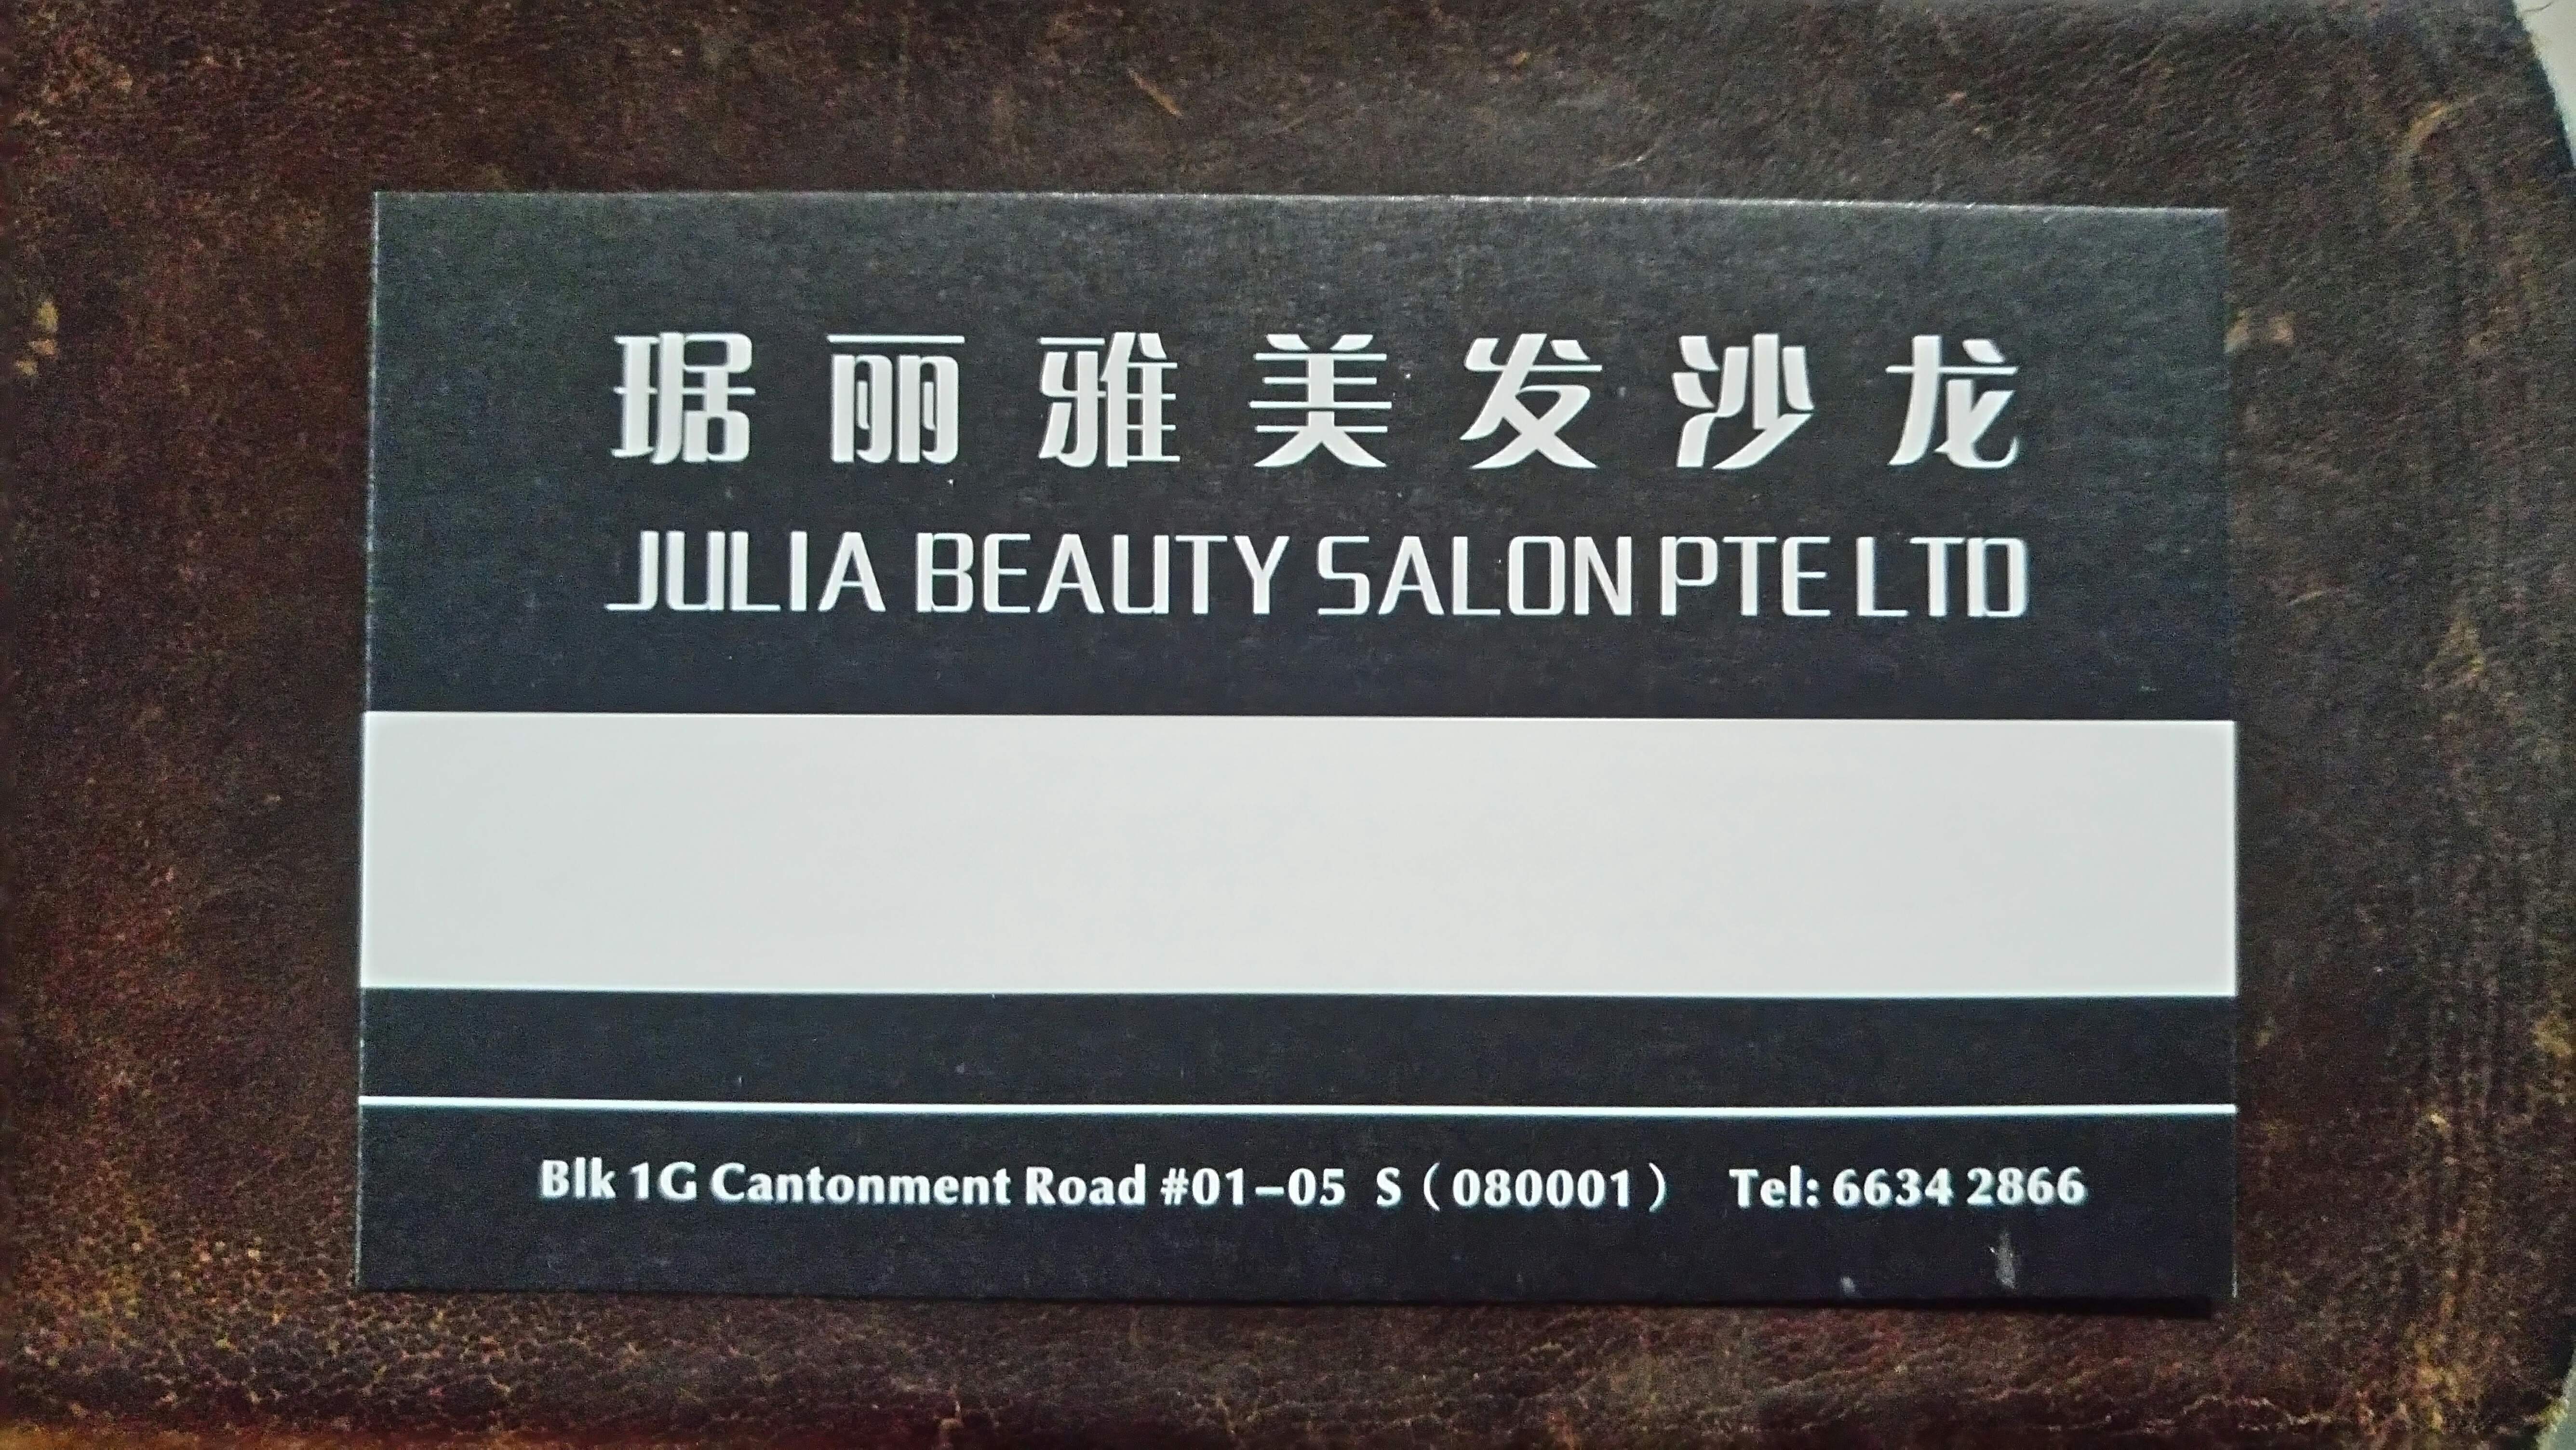 琚丽雅美发沙龙
JULIA BEAUTY SALON PTE LTD
Blk 1G Cantonment Road #01-05 S（080001） Tel: 6634 2866